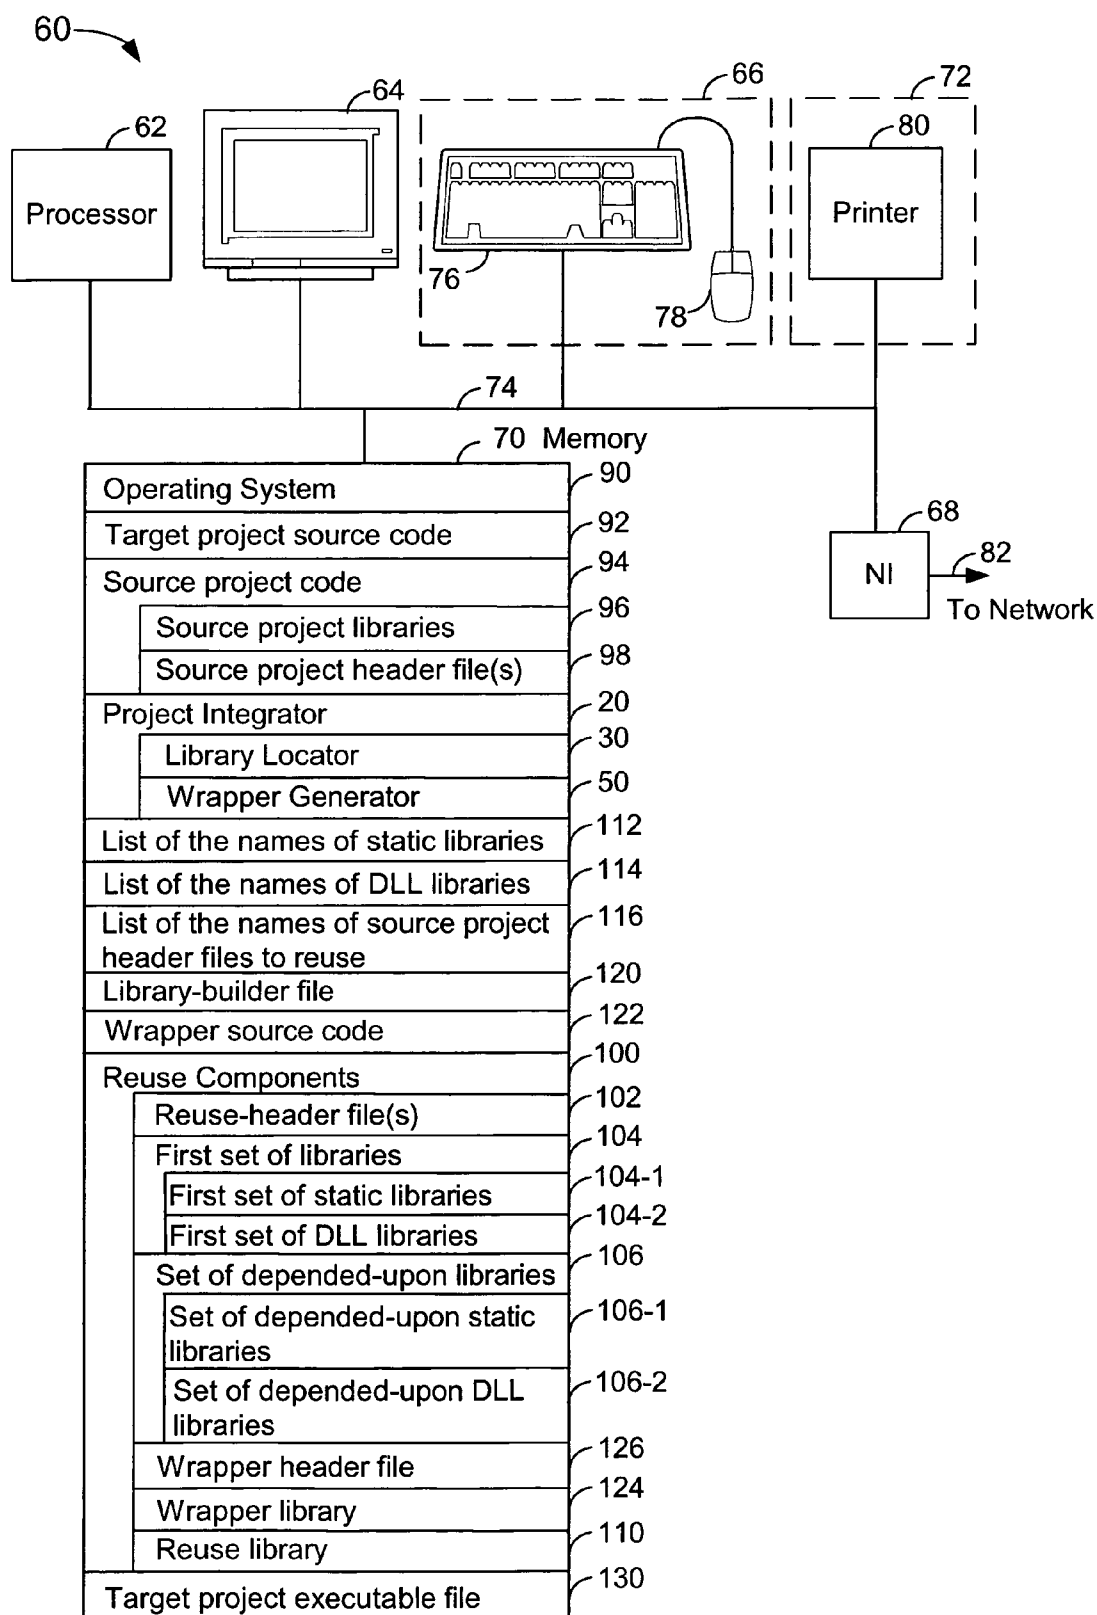 60
62
Processor
64
66
76
78
72
80
Printer
74
70 Memory
68
NI
82
To Network
Operating System
90
Target project source code
92
Source project code
94
Source project libraries
96
Source project header file(s)
98
Project Integrator
20
Library Locator
30
Wrapper Generator
50
List of the names of static libraries
112
List of the names of DLL libraries
114
List of the names of source project
header files to reuse
116
Library-builder file
120
Wrapper source code
122
Reuse Components
100
Reuse-header file(s)
102
First set of libraries
104
First set of static libraries
104-1
First set of DLL libraries
104-2
Set of depended-upon libraries
106
Set of depended-upon static
libraries
106-1
Set of depended-upon DLL
libraries
106-2
Wrapper header file
126
Wrapper library
124
Reuse library
110
Target project executable file
130